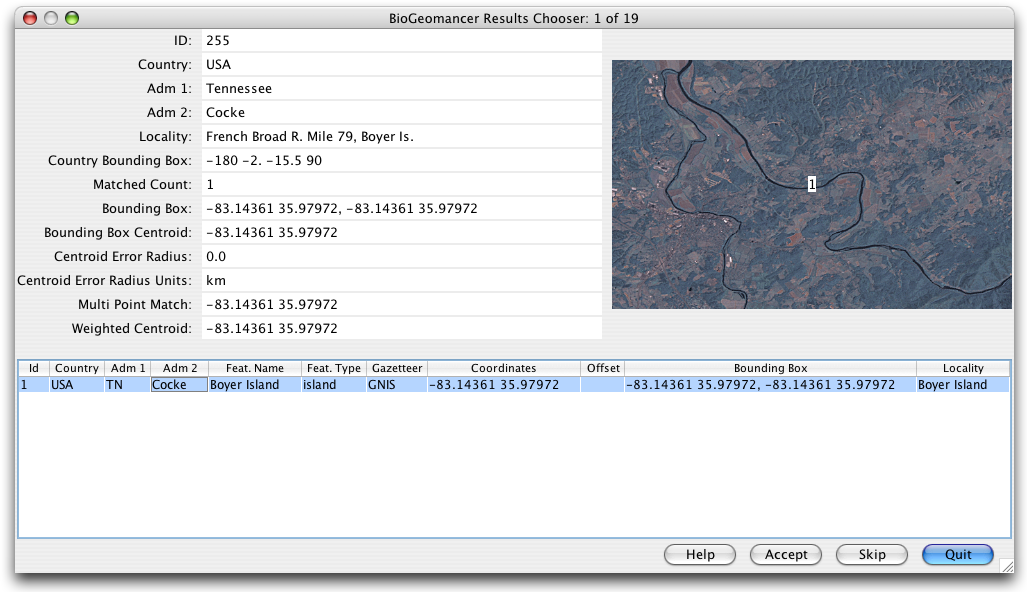 BioGeomancer Results Chooser: 1 of 19
ID: 255
Country: USA
Adm 1: Tennessee
Adm 2: Cocke
Locality: French Broad R. Mile 79, Boyer Is.
Country Bounding Box: -180 -2. -15.5 90
Matched Count: 1
Bounding Box: -83.14361 35.97972, -83.14361 35.97972
Bounding Box Centroid: -83.14361 35.97972
Centroid Error Radius: 0.0
Centroid Error Radius Units: km
Multi Point Match: -83.14361 35.97972
Weighted Centroid: -83.14361 35.97972
1
Id Country Adm 1 Adm 2 Feat. Name Feat. Type Gazetteer Coordinates Offset Bounding Box Locality
1 USA TN Cocke Boyer Island island GNIS -83.14361 35.97972 -83.14361 35.97972, -83.14361 35.97972 Boyer Island
Help Accept Skip Quit